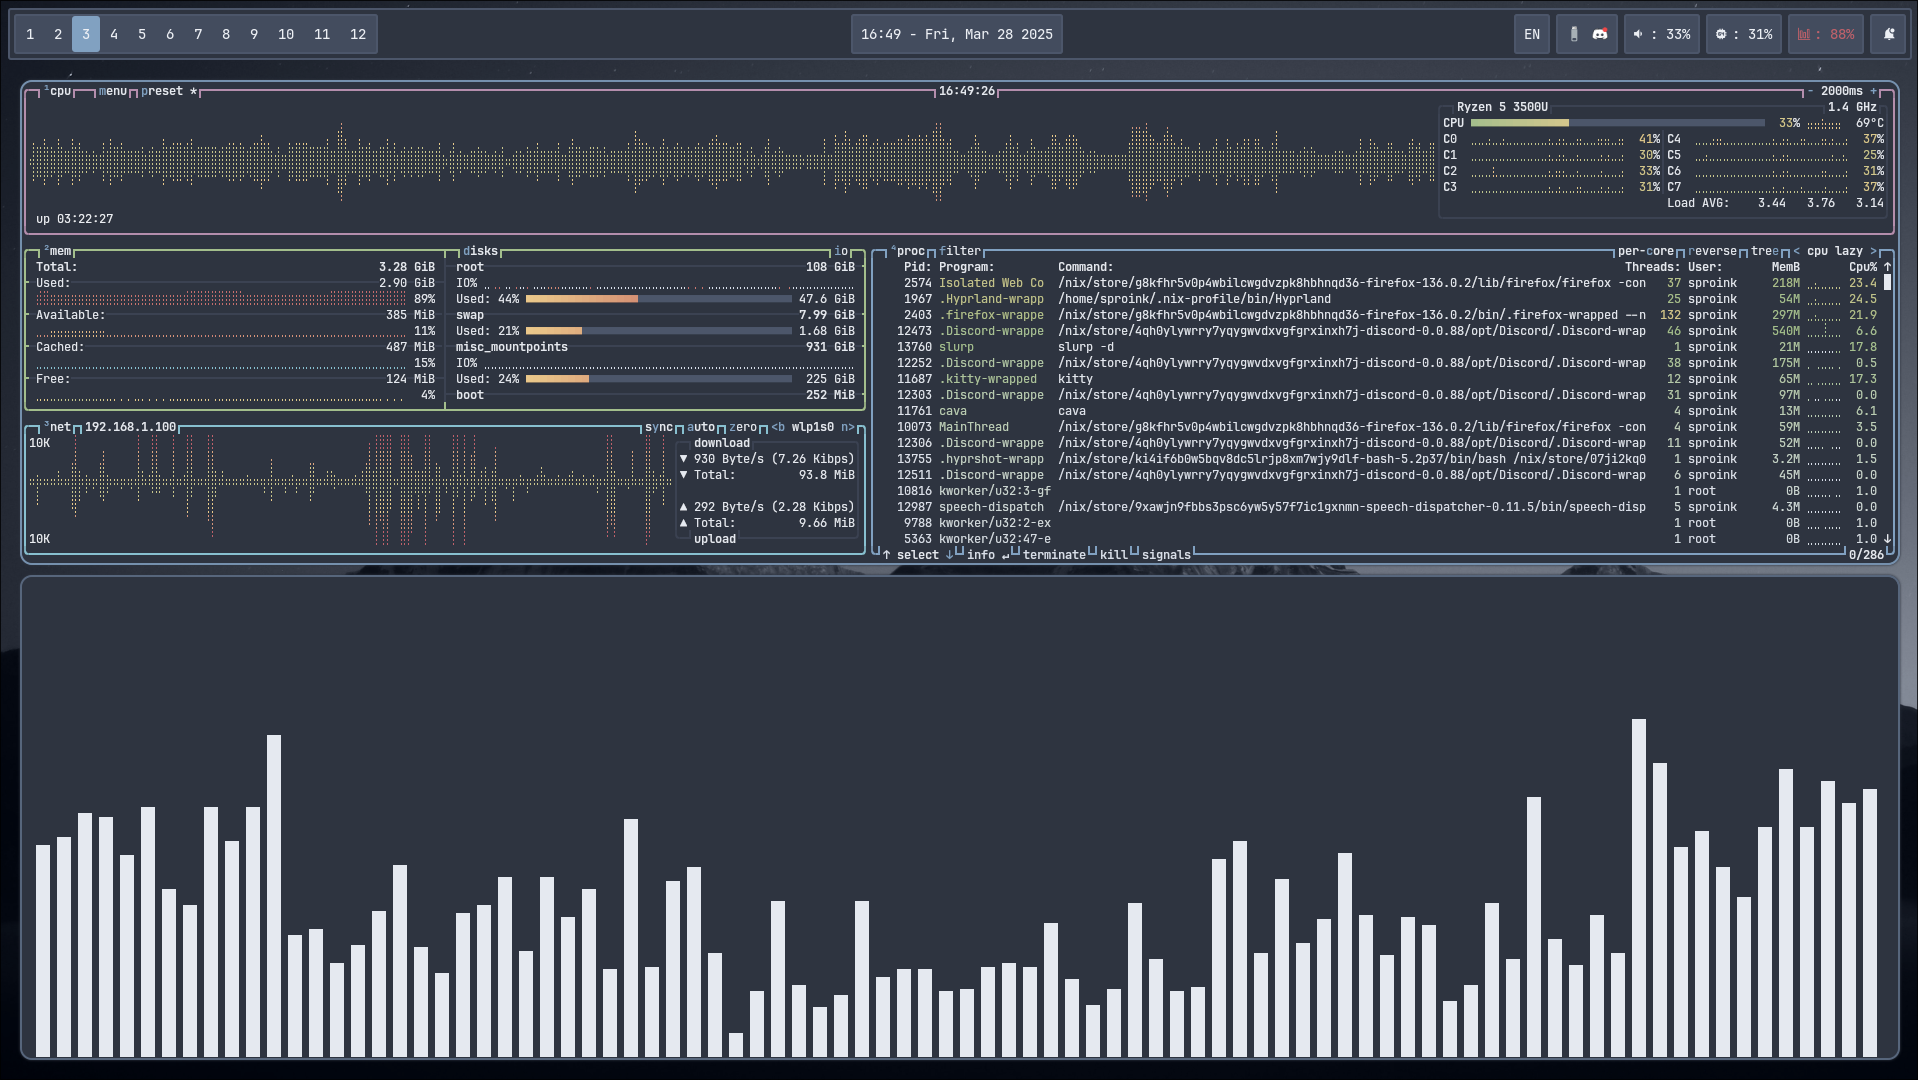 1 2 3 4 5 6 7 8 9 10 11 12
16:49 - Fri, Mar 28 2025
EN : 33% : 31% : 88%
¹cpu menu preset * 16:49:26 - 2000ms +
Ryzen 5 3500U 1.4 GHz
CPU 33% 69°C
C0 41% C4 37%
C1 30% C5 25%
C2 33% C6 31%
C3 31% C7 37%
Load AVG: 3.44 3.76 3.14
up 03:22:27
²mem
Total: 3.28 GiB
Used: 2.90 GiB
89%
Available: 385 MiB
11%
Cached: 487 MiB
15%
Free: 124 MiB
4%
disks io
root 108 GiB
IO%
Used: 44% 47.6 GiB
swap 7.99 GiB
Used: 21% 1.68 GiB
misc_mountpoints 931 GiB
IO%
Used: 24% 225 GiB
boot 252 MiB
³net 192.168.1.100 sync auto zero <b wlp1s0 n>
10K
10K
download
▼ 930 Byte/s (7.26 Kibps)
▼ Total: 93.8 MiB
▲ 292 Byte/s (2.28 Kibps)
▲ Total: 9.66 MiB
upload
⁴proc filter per-core reverse tree < cpu lazy >
Pid: Program: Command: Threads: User: MemB Cpu% ↑
2574 Isolated Web Co /nix/store/g8kfhr5v0p4wbilcwgdvzpk8hbhnqd36-firefox-136.0.2/lib/firefox/firefox -con 37 sproink 218M 23.4
1967 .Hyprland-wrapp /home/sproink/.nix-profile/bin/Hyprland 25 sproink 54M 24.5
2403 .firefox-wrappe /nix/store/g8kfhr5v0p4wbilcwgdvzpk8hbhnqd36-firefox-136.0.2/bin/.firefox-wrapped --n 132 sproink 297M 21.9
12473 .Discord-wrappe /nix/store/4qh0ylywrry7yqygwvdxvgfgrxinxh7j-discord-0.0.88/opt/Discord/.Discord-wrap 46 sproink 540M 6.6
13760 slurp slurp -d 1 sproink 21M 17.8
12252 .Discord-wrappe /nix/store/4qh0ylywrry7yqygwvdxvgfgrxinxh7j-discord-0.0.88/opt/Discord/.Discord-wrap 38 sproink 175M 0.5
11687 .kitty-wrapped kitty 12 sproink 65M 17.3
12303 .Discord-wrappe /nix/store/4qh0ylywrry7yqygwvdxvgfgrxinxh7j-discord-0.0.88/opt/Discord/.Discord-wrap 31 sproink 97M 0.0
11761 cava cava 4 sproink 13M 6.1
10073 MainThread /nix/store/g8kfhr5v0p4wbilcwgdvzpk8hbhnqd36-firefox-136.0.2/lib/firefox/firefox -con 4 sproink 59M 3.5
12306 .Discord-wrappe /nix/store/4qh0ylywrry7yqygwvdxvgfgrxinxh7j-discord-0.0.88/opt/Discord/.Discord-wrap 11 sproink 52M 0.0
13755 .hyprshot-wrapp /nix/store/ki4if6b0w5bqv8dc5lrjp8xm7wjy9dlf-bash-5.2p37/bin/bash /nix/store/07ji2kq0 1 sproink 3.2M 1.5
12511 .Discord-wrappe /nix/store/4qh0ylywrry7yqygwvdxvgfgrxinxh7j-discord-0.0.88/opt/Discord/.Discord-wrap 6 sproink 45M 0.0
10816 kworker/u32:3-gf 1 root 0B 1.0
12987 speech-dispatch /nix/store/9xawjn9fbbs3psc6yw5y57f7ic1gxnmn-speech-dispatcher-0.11.5/bin/speech-disp 5 sproink 4.3M 0.0
9788 kworker/u32:2-ex 1 root 0B 1.0
5363 kworker/u32:47-e 1 root 0B 1.0 ↓
↑ select ↓ info ↵ terminate kill signals 0/286